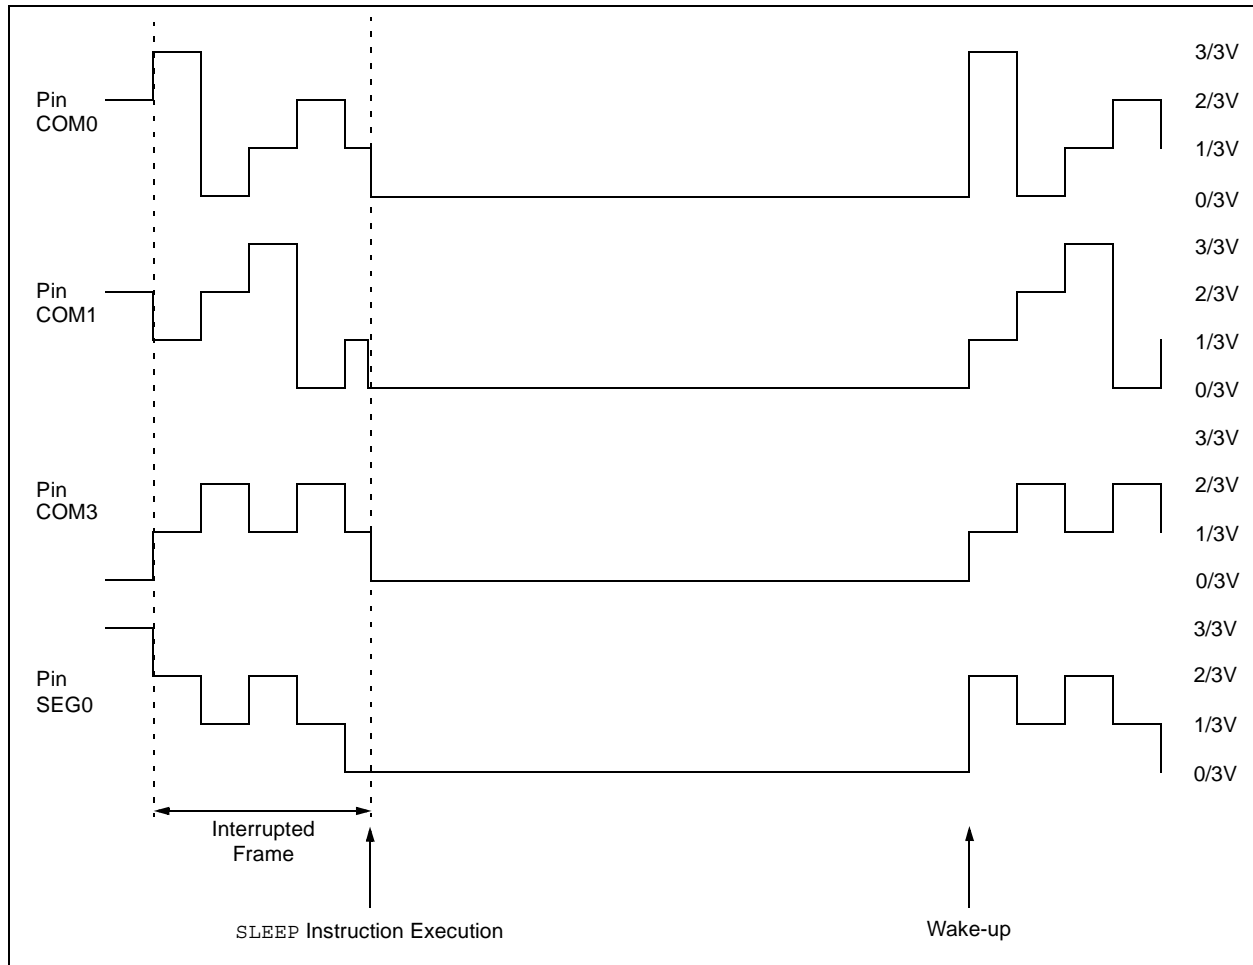 3/3V
Pin
COM0
2/3V
1/3V
0/3V
3/3V
Pin
COM1
2/3V
1/3V
0/3V
3/3V
Pin
COM3
2/3V
1/3V
0/3V
3/3V
Pin
SEG0
2/3V
1/3V
0/3V
Interrupted
Frame
SLEEP Instruction Execution
Wake-up